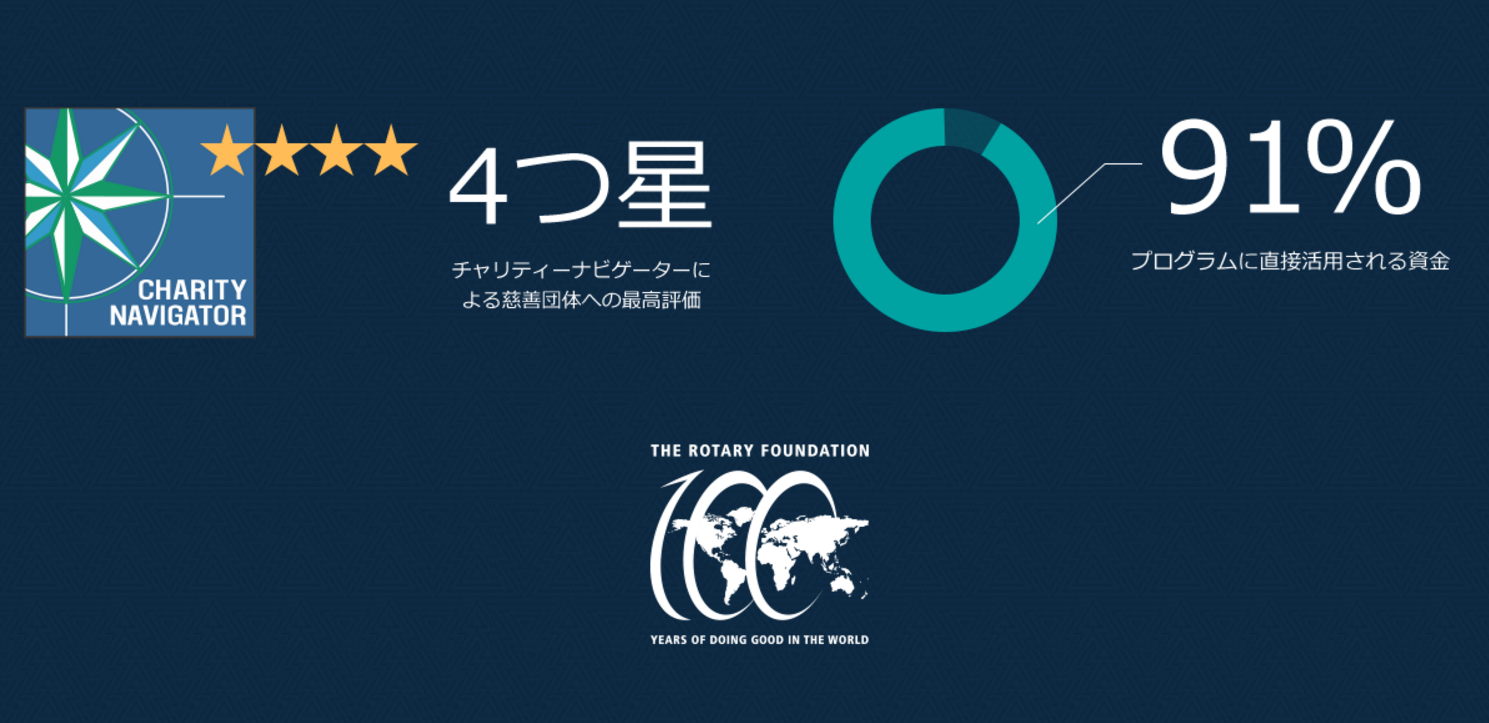 CHARITY
NAVIGATOR
4つ星
チャリティーナビゲーターに
よる慈善団体への最高評価
91%
プログラムに直接活用される資金
THE ROTARY FOUNDATION
100
YEARS OF DOING GOOD IN THE WORLD